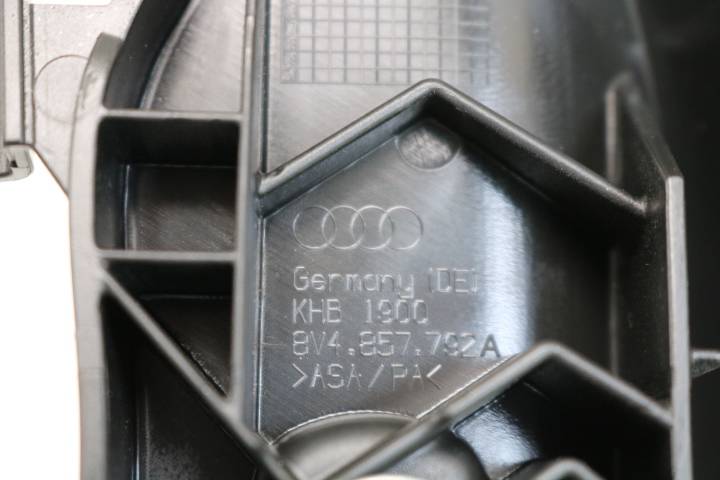 Germany (DE)
KHB 1900
8V4.857.792A
>ASA/PA<